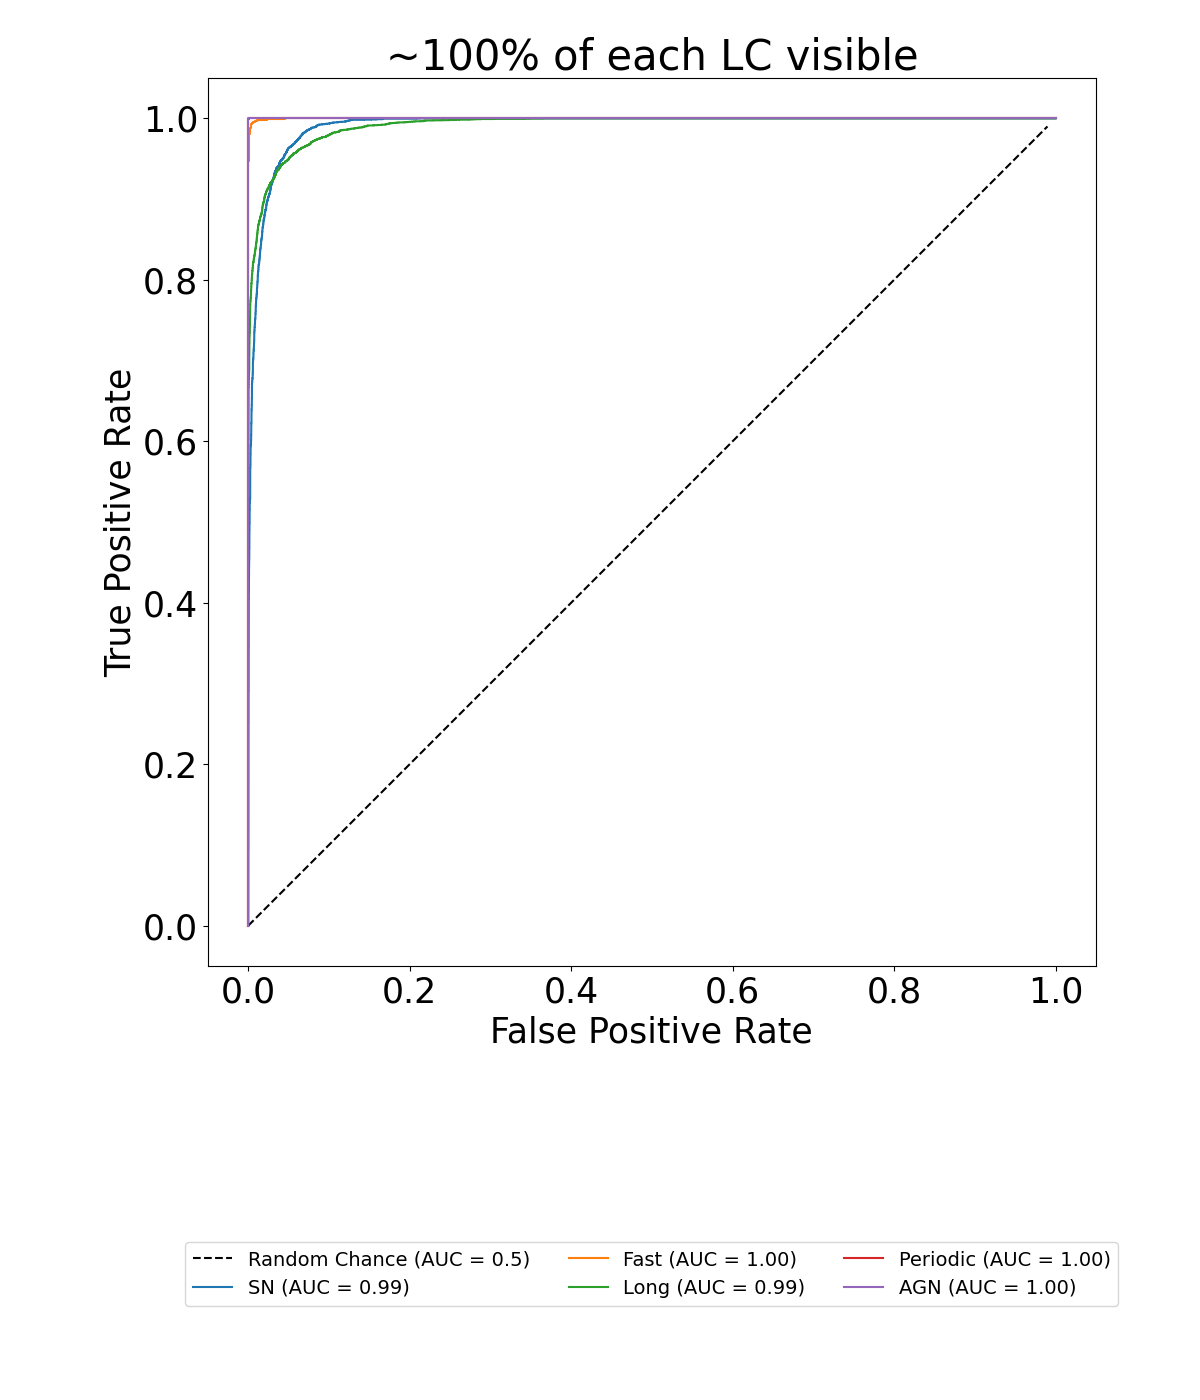 ~100% of each LC visible
True Positive Rate
1.0
0.8
0.6
0.4
0.2
0.0
0.0 0.2 0.4 0.6 0.8 1.0
False Positive Rate
Random Chance (AUC = 0.5) Fast (AUC = 1.00) Periodic (AUC = 1.00)
SN (AUC = 0.99) Long (AUC = 0.99) AGN (AUC = 1.00)